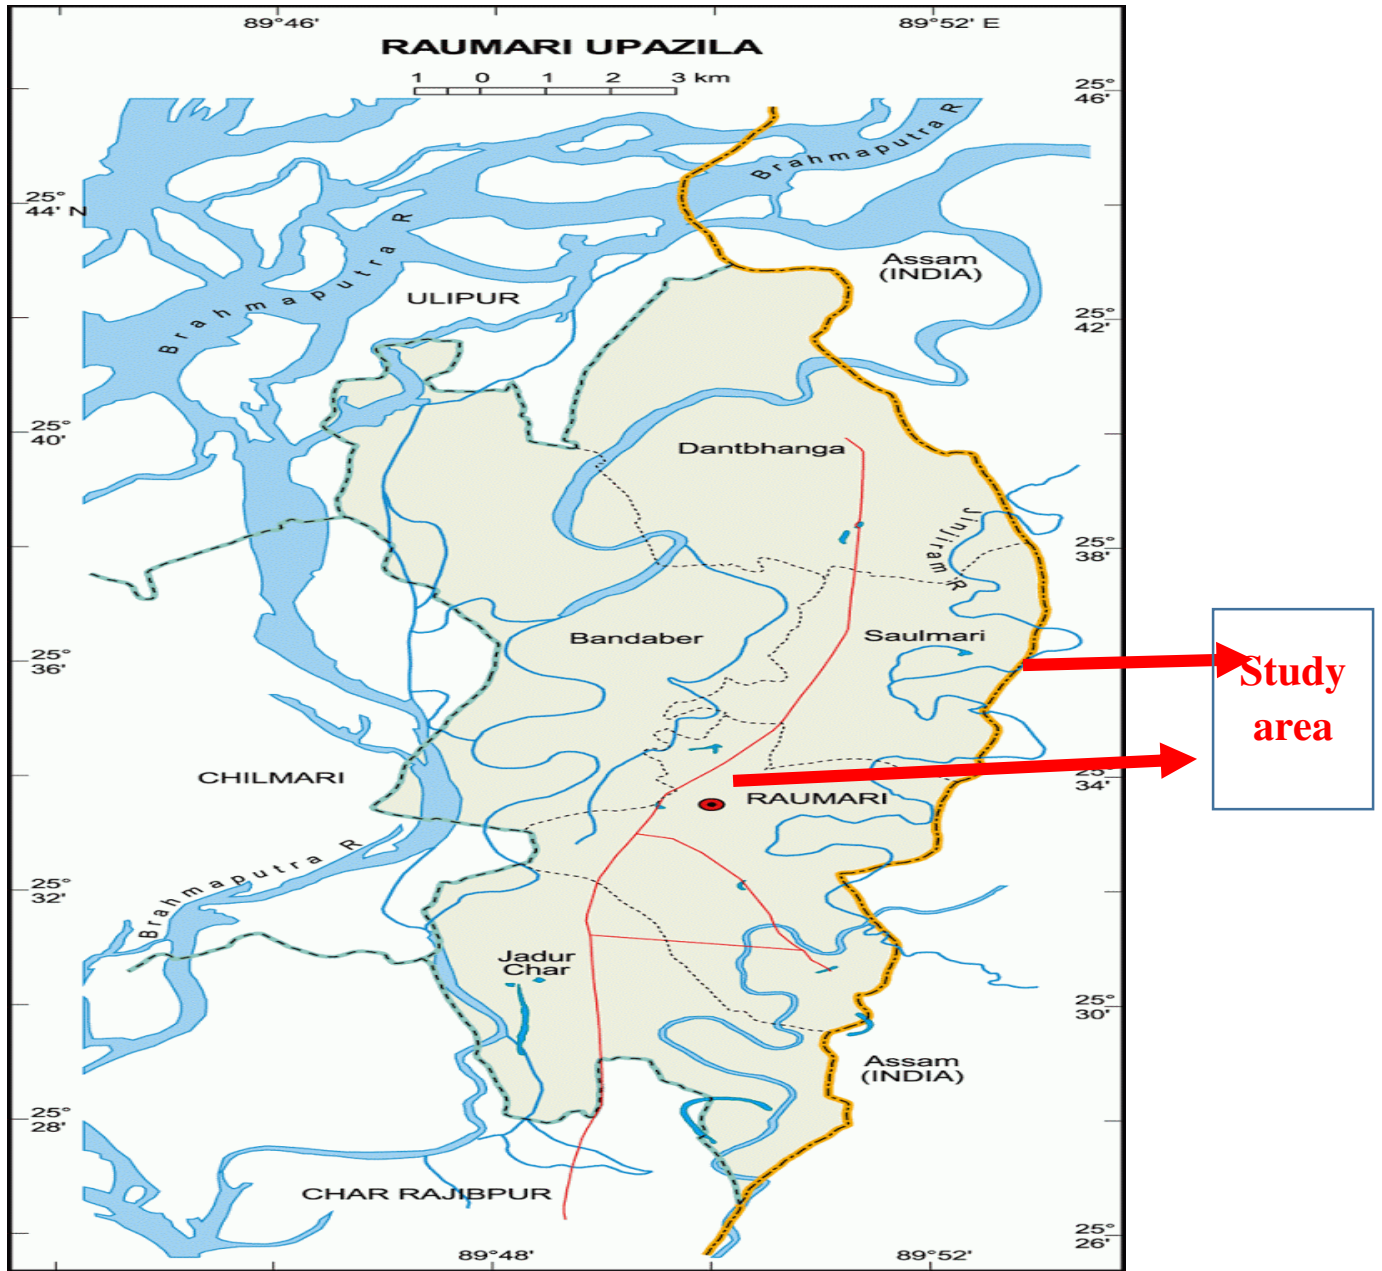 89°46'
89°52' E
RAUMARI UPAZILA
1 0 1 2 3 km
25°
46'
Brahmaputra R
25°
44' N
Brahmaputra R
Assam
(INDIA)
ULIPUR
25°
42'
25°
40'
Dantbhanga
Jinjiram R
25°
38'
Bandaber
Saulmari
25°
36'
Study
area
CHILMARI
25°
34'
RAUMARI
Brahmaputra R
25°
32'
Jadur
Char
25°
30'
Assam
(INDIA)
25°
28'
CHAR RAJIBPUR
25°
26'
89°48'
89°52'